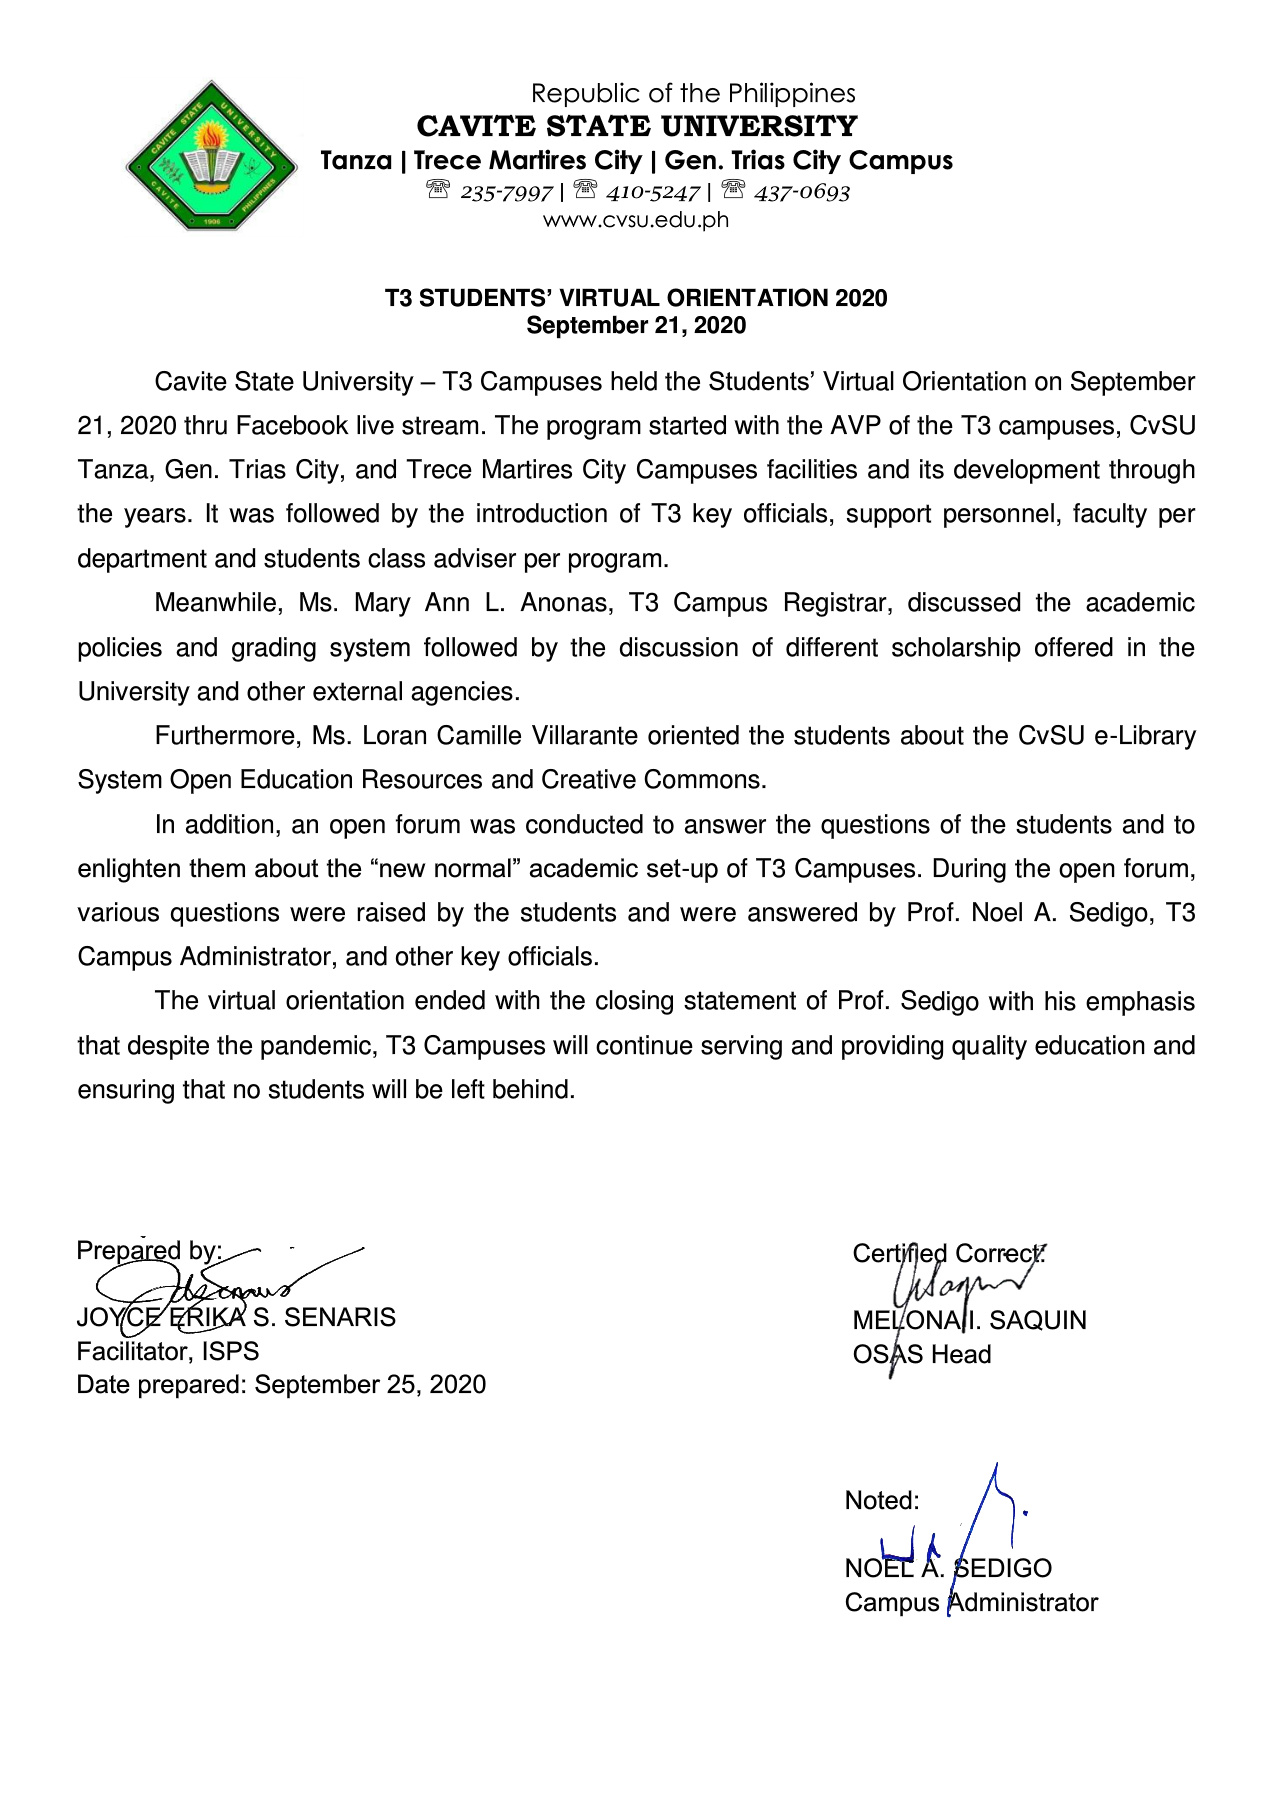 Republic of the Philippines
CAVITE STATE UNIVERSITY
Tanza | Trece Martires City | Gen. Trias City Campus
☏ 235-7997 | ☏ 410-5247 | ☏ 437-0693
www.cvsu.edu.ph
CAVITE STATE UNIVERSITY
CAVITE PHILIPPINES
1906
T3 STUDENTS’ VIRTUAL ORIENTATION 2020
September 21, 2020
Cavite State University – T3 Campuses held the Students’ Virtual Orientation on September
21, 2020 thru Facebook live stream. The program started with the AVP of the T3 campuses, CvSU
Tanza, Gen. Trias City, and Trece Martires City Campuses facilities and its development through
the years. It was followed by the introduction of T3 key officials, support personnel, faculty per
department and students class adviser per program.
Meanwhile, Ms. Mary Ann L. Anonas, T3 Campus Registrar, discussed the academic
policies and grading system followed by the discussion of different scholarship offered in the
University and other external agencies.
Furthermore, Ms. Loran Camille Villarante oriented the students about the CvSU e-Library
System Open Education Resources and Creative Commons.
In addition, an open forum was conducted to answer the questions of the students and to
enlighten them about the “new normal” academic set-up of T3 Campuses. During the open forum,
various questions were raised by the students and were answered by Prof. Noel A. Sedigo, T3
Campus Administrator, and other key officials.
The virtual orientation ended with the closing statement of Prof. Sedigo with his emphasis
that despite the pandemic, T3 Campuses will continue serving and providing quality education and
ensuring that no students will be left behind.
Prepared by:
JOYCE ERIKA S. SENARIS
Facilitator, ISPS
Date prepared: September 25, 2020
Certified Correct:
MELONA I. SAQUIN
OSAS Head
Noted:
NOEL A. SEDIGO
Campus Administrator